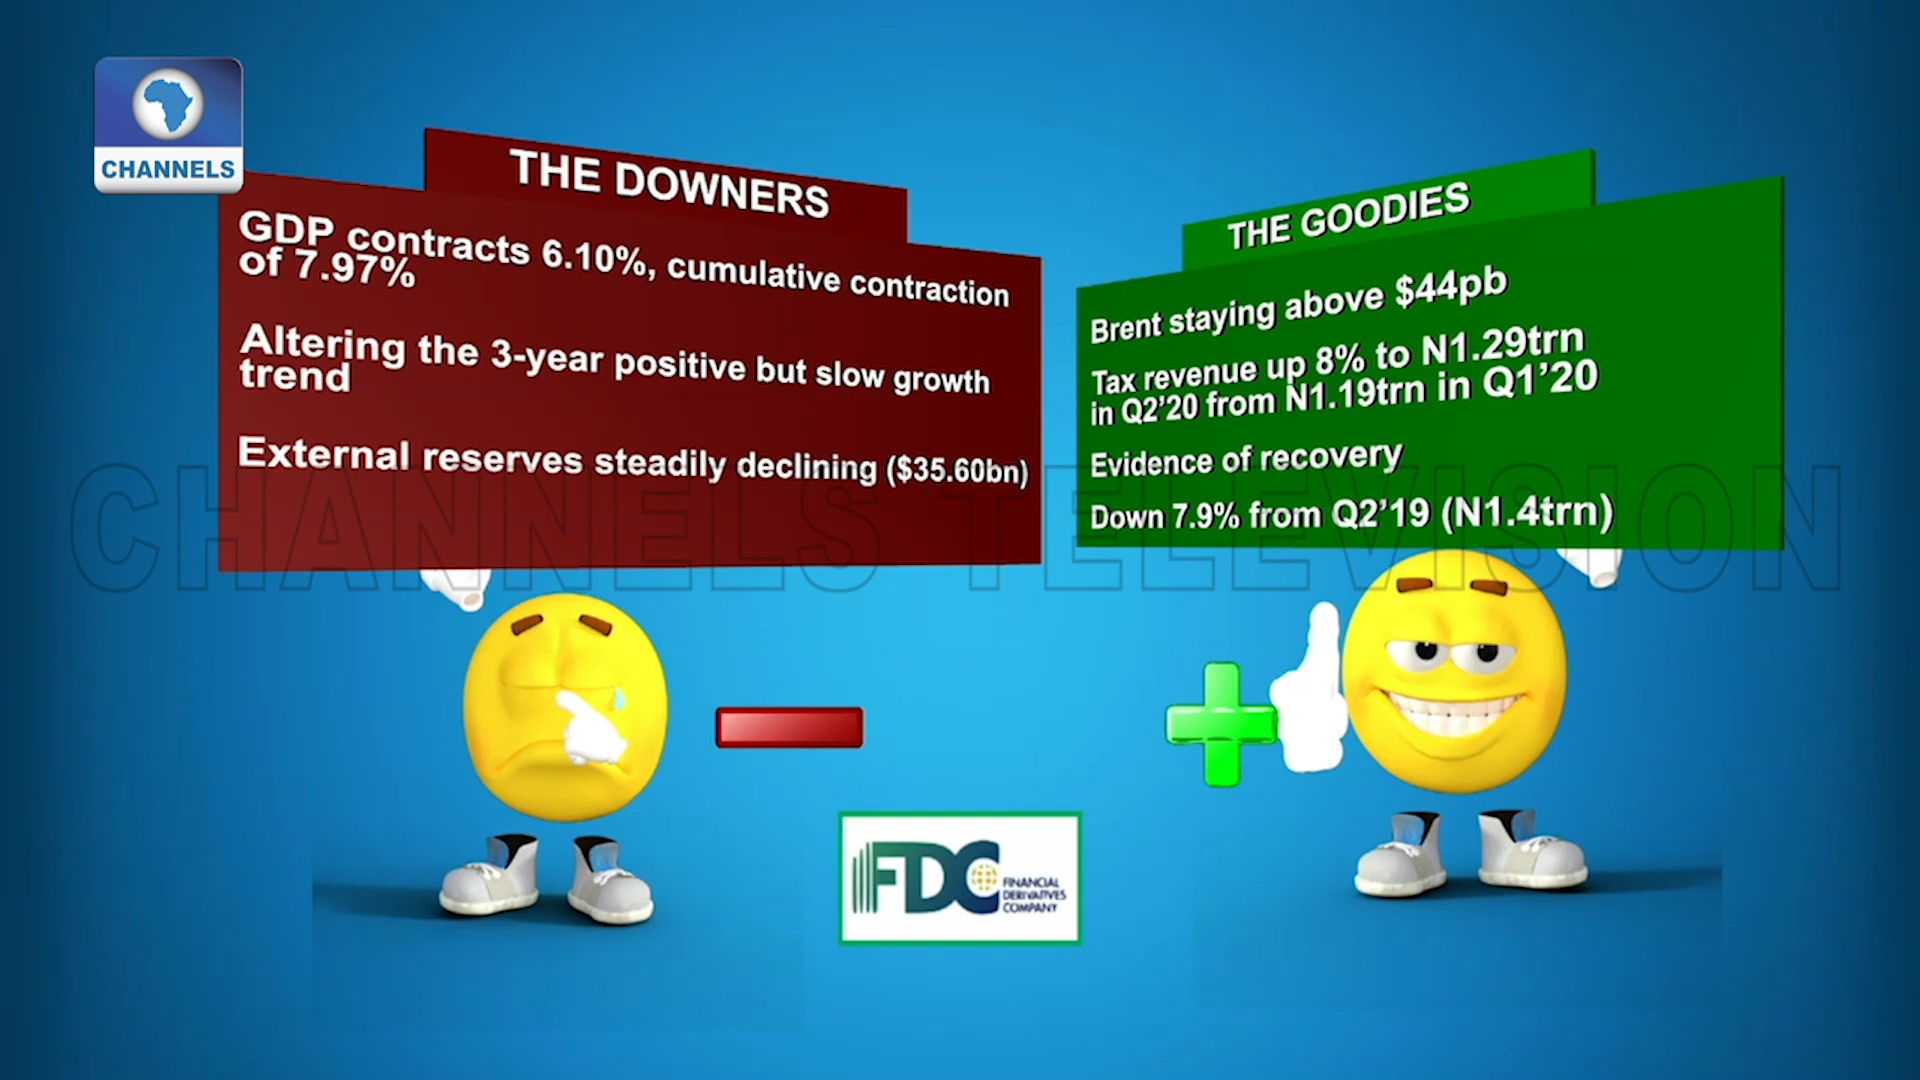 CHANNELS
THE DOWNERS
GDP contracts 6.10%, cumulative contraction
of 7.97%
Altering the 3-year positive but slow growth
trend
External reserves steadily declining ($35.60bn)
THE GOODIES
Brent staying above $44pb
Tax revenue up 8% to N1.29trn
in Q2’20 from N1.19trn in Q1’20
Evidence of recovery
Down 7.9% from Q2’19 (N1.4trn)
CHANNELS TELEVISION
FDC
FINANCIAL
DERIVATIVES
COMPANY